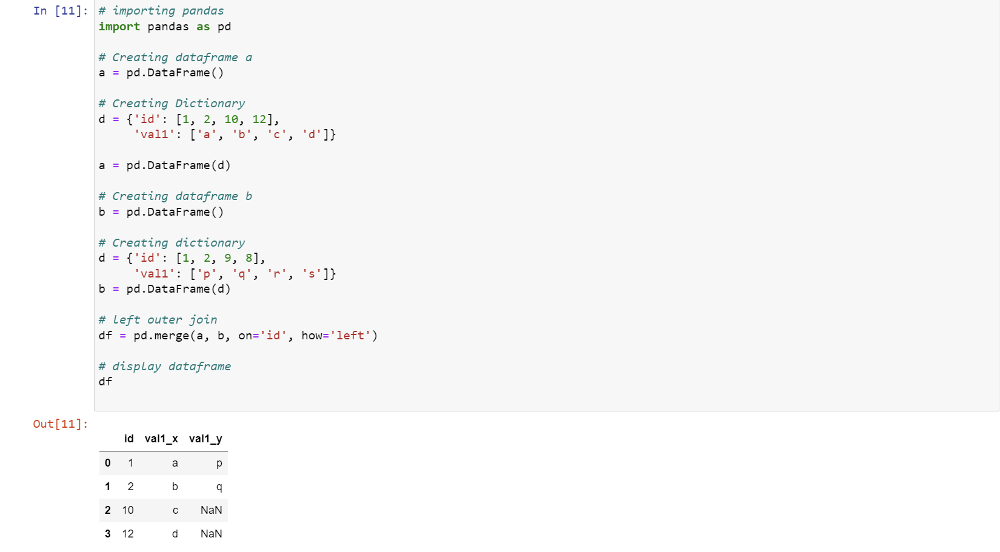 In [11]: # importing pandas
import pandas as pd
# Creating dataframe a
a = pd.DataFrame()
# Creating Dictionary
d = {'id': [1, 2, 10, 12],
     'val1': ['a', 'b', 'c', 'd']}
a = pd.DataFrame(d)
# Creating dataframe b
b = pd.DataFrame()
# Creating dictionary
d = {'id': [1, 2, 9, 8],
     'val1': ['p', 'q', 'r', 's']}
b = pd.DataFrame(d)
# left outer join
df = pd.merge(a, b, on='id', how='left')
# display dataframe
df
Out[11]:
id val1_x val1_y
0 1 a p
1 2 b q
2 10 c NaN
3 12 d NaN